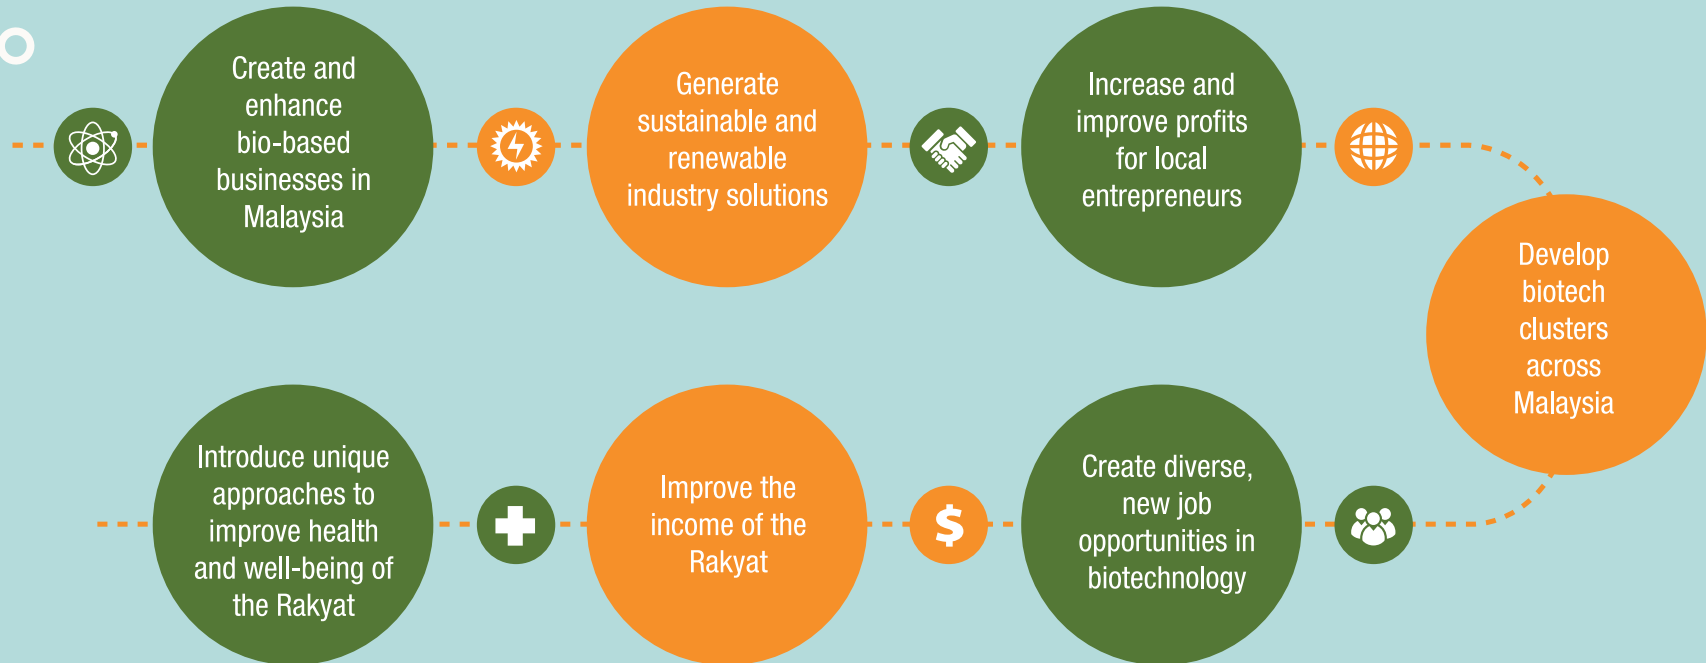 Create and
enhance
bio-based
businesses in
Malaysia
Generate
sustainable and
renewable
industry solutions
Increase and
improve profits
for local
entrepreneurs
Develop
biotech
clusters
across
Malaysia
Create diverse,
new job
opportunities in
biotechnology
$
Improve the
income of the
Rakyat
Introduce unique
approaches to
improve health
and well-being of
the Rakyat